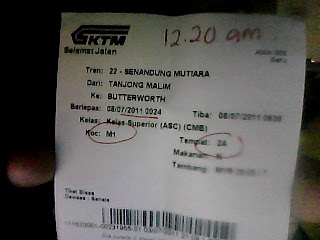 KTM
12.20 am
Selamat Jalan
Tren: 22 - SENANDUNG MUTIARA
Dari: TANJONG MALIM
Ke: BUTTERWORTH
Berlepas: 08/07/2011 0024 Tiba: 08/07/2011
Kelas: Kelas Superior (ASC) (CMB)
Koc: M1 Tempat: 2A
Makanan:
Tambang
Tiket Biasa
Dewasa -